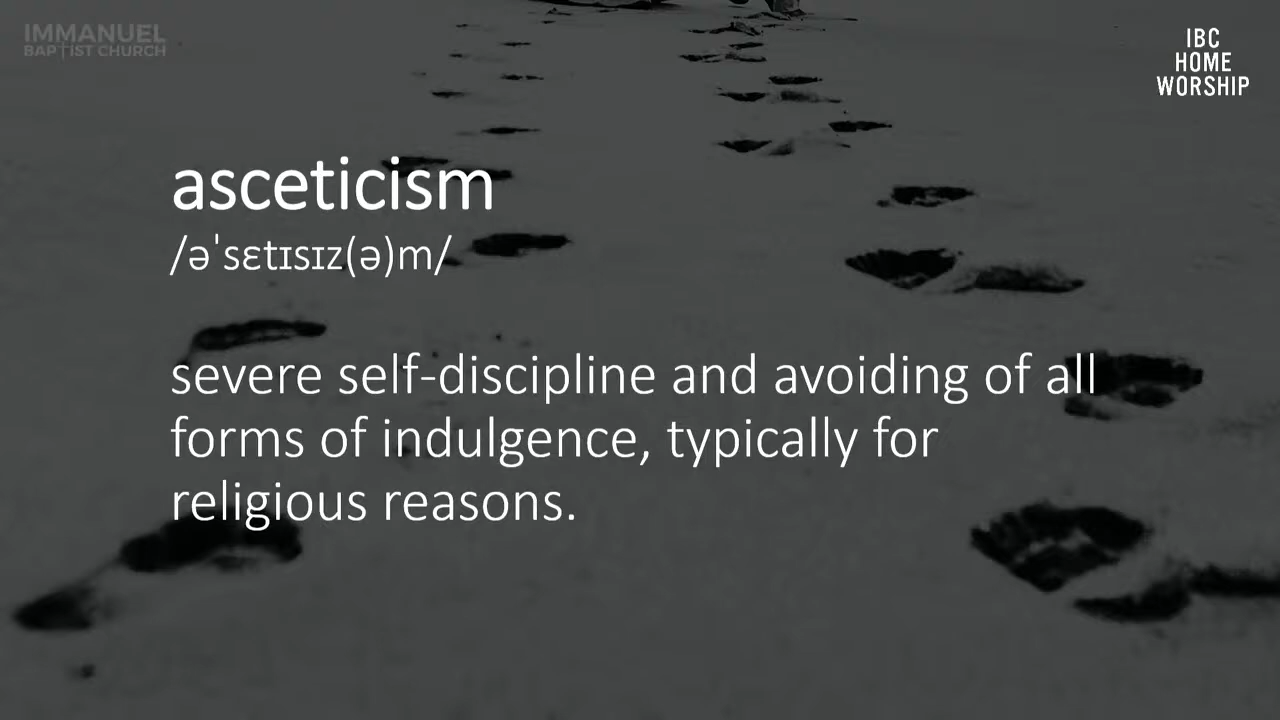 IMMANUEL
BAPTIST CHURCH
IBC
HOME
WORSHIP
asceticism
/əˈsɛtɪsɪz(ə)m/
severe self-discipline and avoiding of all
forms of indulgence, typically for
religious reasons.